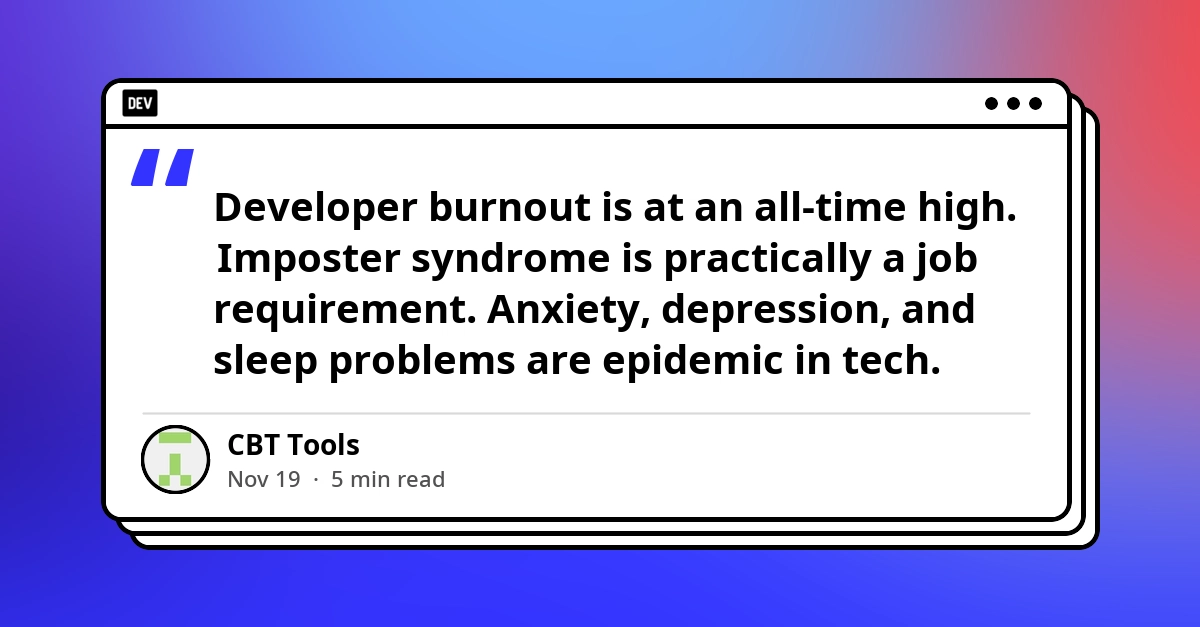 DEV
“
Developer burnout is at an all-time high.
Imposter syndrome is practically a job
requirement. Anxiety, depression, and
sleep problems are epidemic in tech.
CBT Tools
Nov 19 · 5 min read